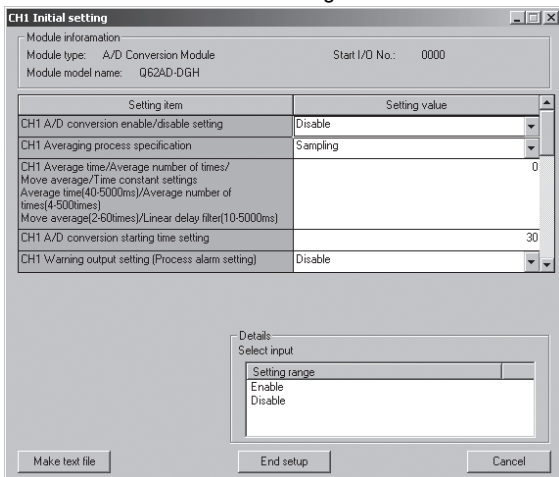 CH1 Initial setting
Module inforamation
Module type: A/D Conversion Module Start I/O No.: 0000
Module model name: Q62AD-DGH
Setting item Setting value
CH1 A/D conversion enable/disable setting Disable
CH1 Averaging process specification Sampling
CH1 Average time/Average number of times/ 0
Move average/Time constant settings
Average time(40-5000ms)/Average number of
times(4-500times)
Move average(2-60times)/Linear delay filter(10-5000ms)
CH1 A/D conversion starting time setting 30
CH1 Warning output setting (Process alarm setting) Disable
Details
Select input
Setting range
Enable
Disable
Make text file End setup Cancel